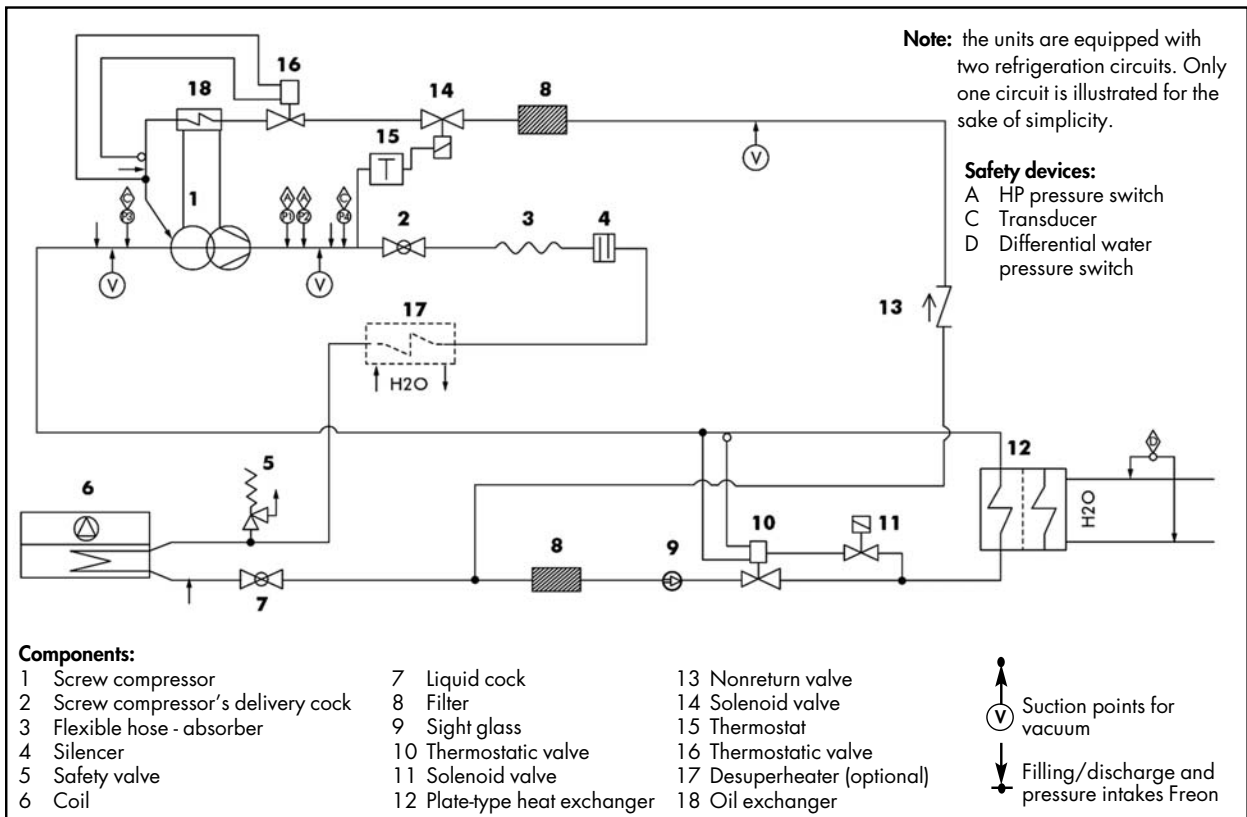 Note: the units are equipped with
two refrigeration circuits. Only
one circuit is illustrated for the
sake of simplicity.
Safety devices:
A HP pressure switch
C Transducer
D Differential water
pressure switch
16
18
14
8
15
T
V
1
C
P3
A
P1
A
P2
C
P4
2
3
4
V
V
13
17
H2O
5
6
12
D
H2O
10
11
8
9
7
Components:
1 Screw compressor
2 Screw compressor's delivery cock
3 Flexible hose - absorber
4 Silencer
5 Safety valve
6 Coil
7 Liquid cock
8 Filter
9 Sight glass
10 Thermostatic valve
11 Solenoid valve
12 Plate-type heat exchanger
13 Nonreturn valve
14 Solenoid valve
15 Thermostat
16 Thermostatic valve
17 Desuperheater (optional)
18 Oil exchanger
V
Suction points for
vacuum
Filling/discharge and
pressure intakes Freon